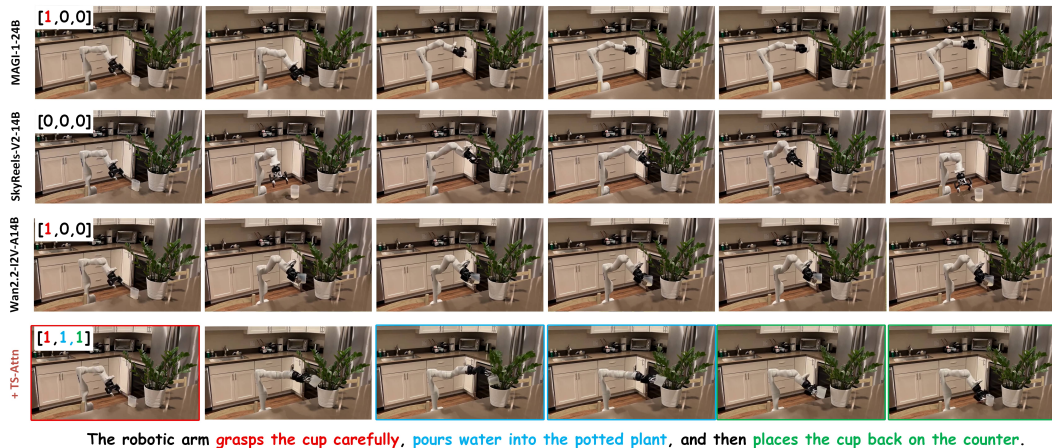 MAGI-1-24B
[1,0,0]
SkyReels-V2-14B
[0,0,0]
Wan2.2-I2V-A14B
[1,0,0]
+ TS-Attn
[1,1,1]
The robotic arm grasps the cup carefully, pours water into the potted plant, and then places the cup back on the counter.